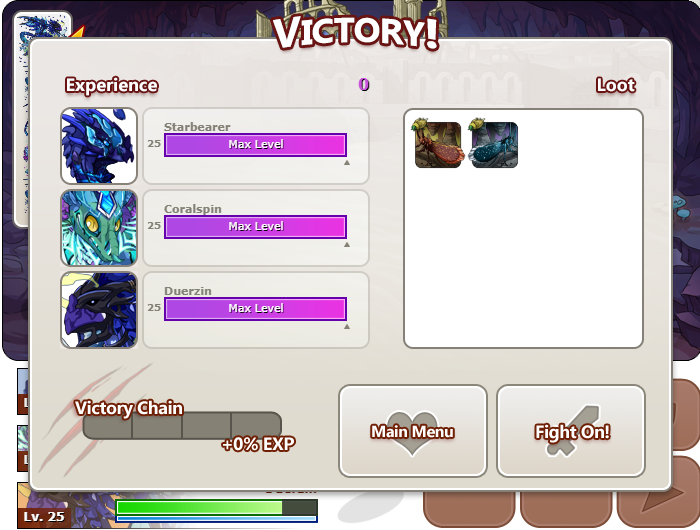 VICTORY!
Experience
0
Loot
Starbearer
25
Max Level
Coralspin
25
Max Level
Duerzin
25
Max Level
Victory Chain
+0% EXP
Main Menu
Fight On!
Lv. 25